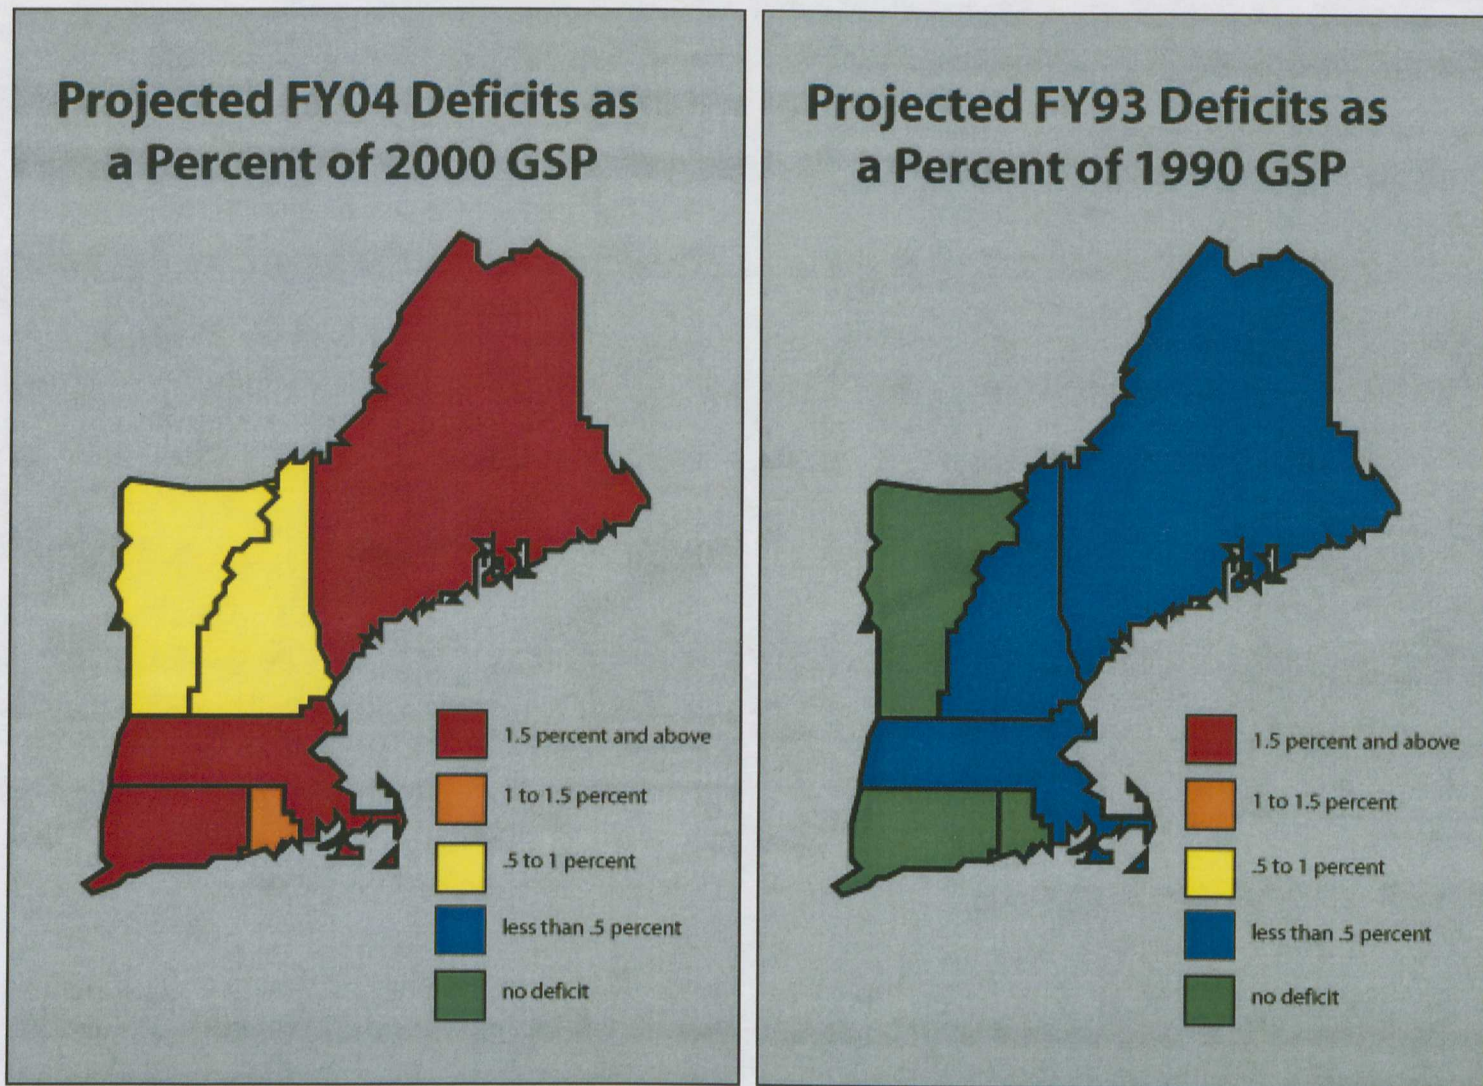 Projected FY04 Deficits as
a Percent of 2000 GSP
1.5 percent and above
1 to 1.5 percent
.5 to 1 percent
less than .5 percent
no deficit
Projected FY93 Deficits as
a Percent of 1990 GSP
1.5 percent and above
1 to 1.5 percent
.5 to 1 percent
less than .5 percent
no deficit